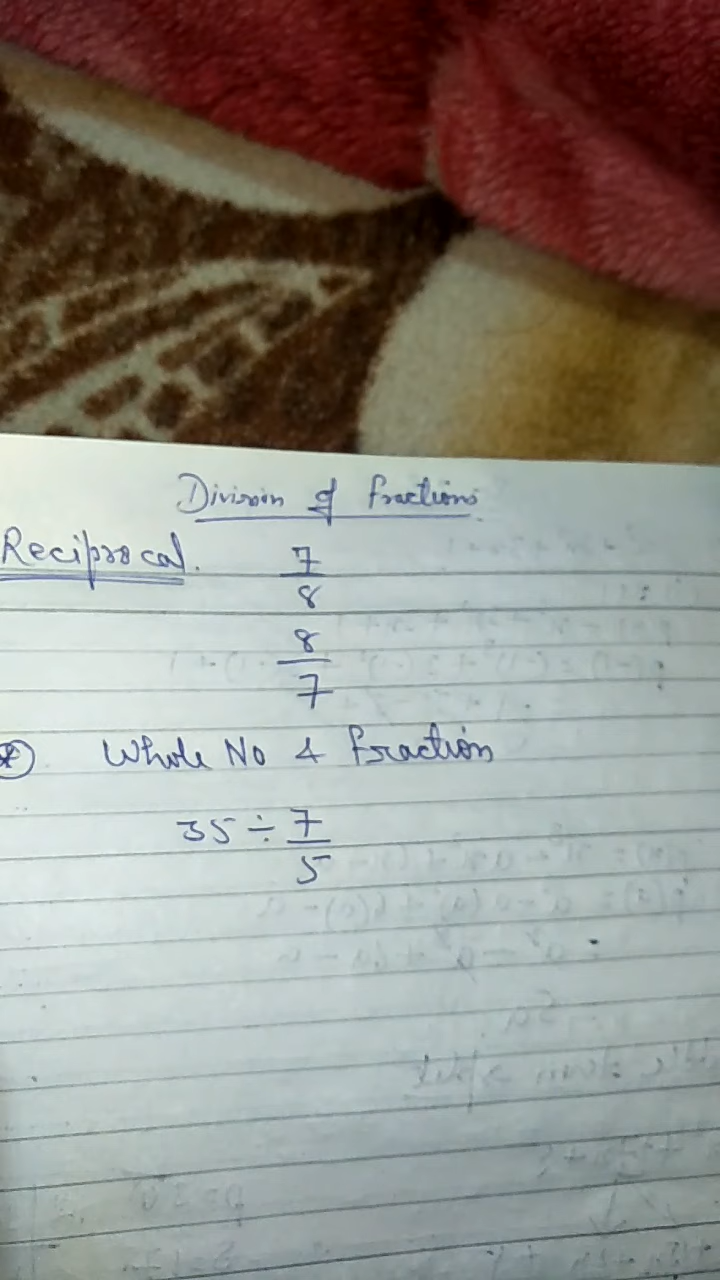 Division of fractions
Reciprocal. 7/8
8/7
Whole No & fraction
35 ÷ 7/5